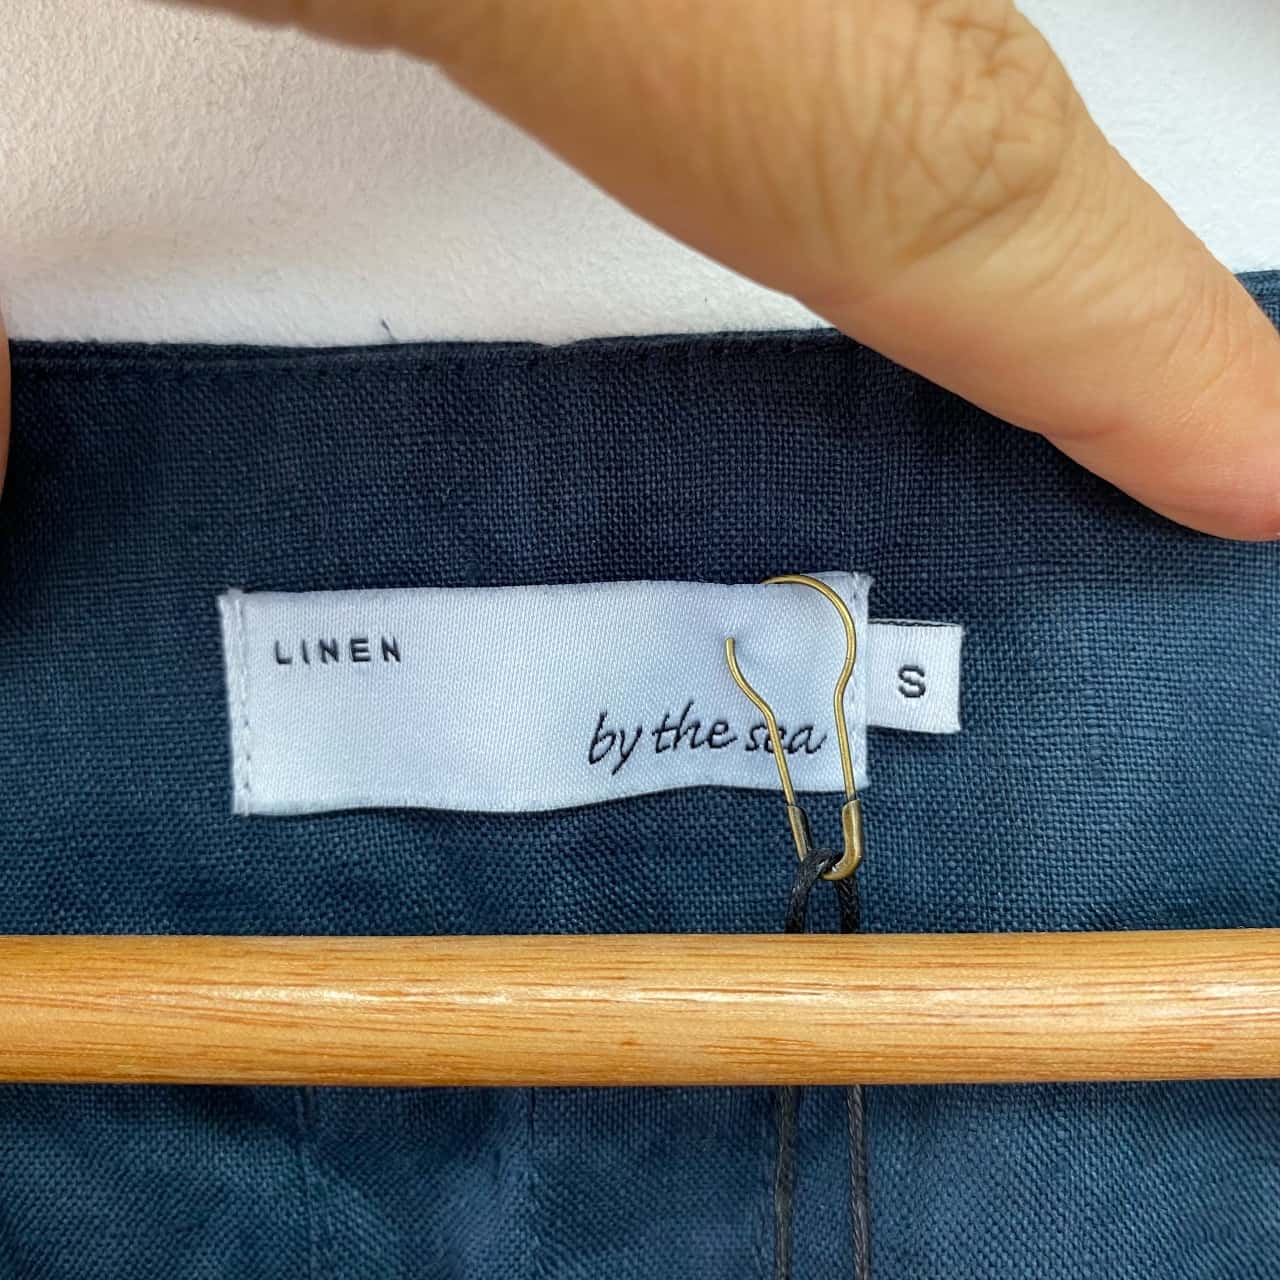 LINEN
by the sea
S